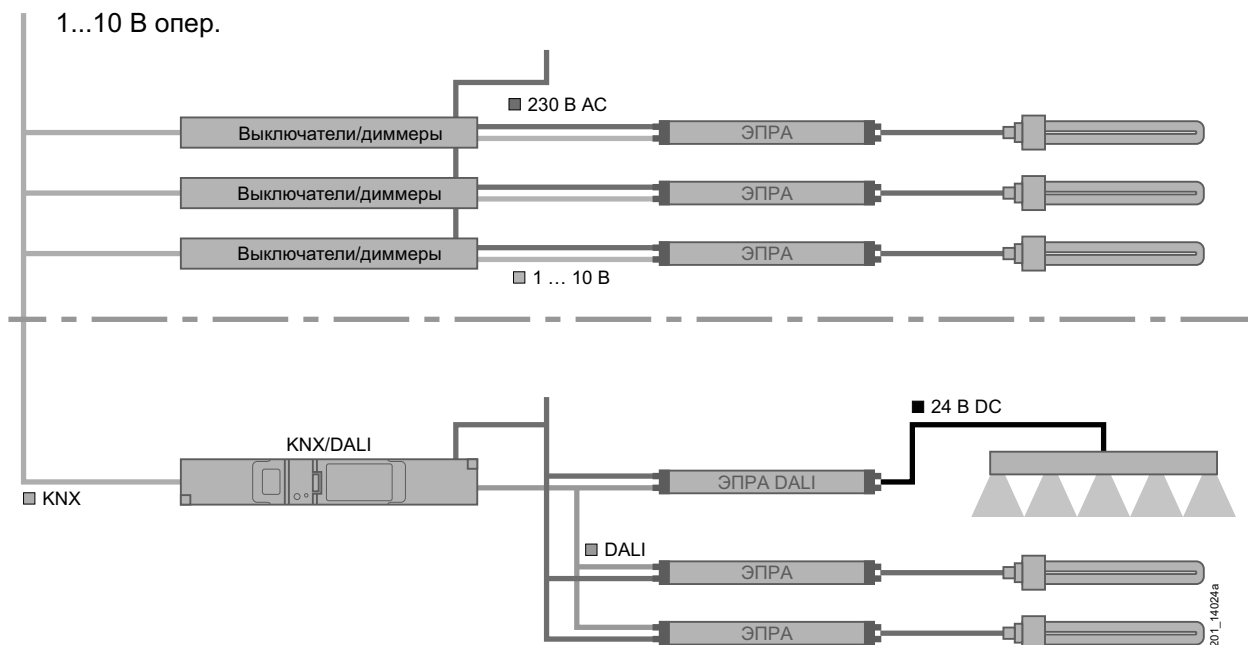 1...10 В опер.
230 В AC
Выключатели/диммеры
ЭПРА
Выключатели/диммеры
ЭПРА
Выключатели/диммеры
ЭПРА
1 … 10 В
24 В DC
KNX/DALI
ЭПРА DALI
KNX
DALI
ЭПРА
ЭПРА
201_14024a